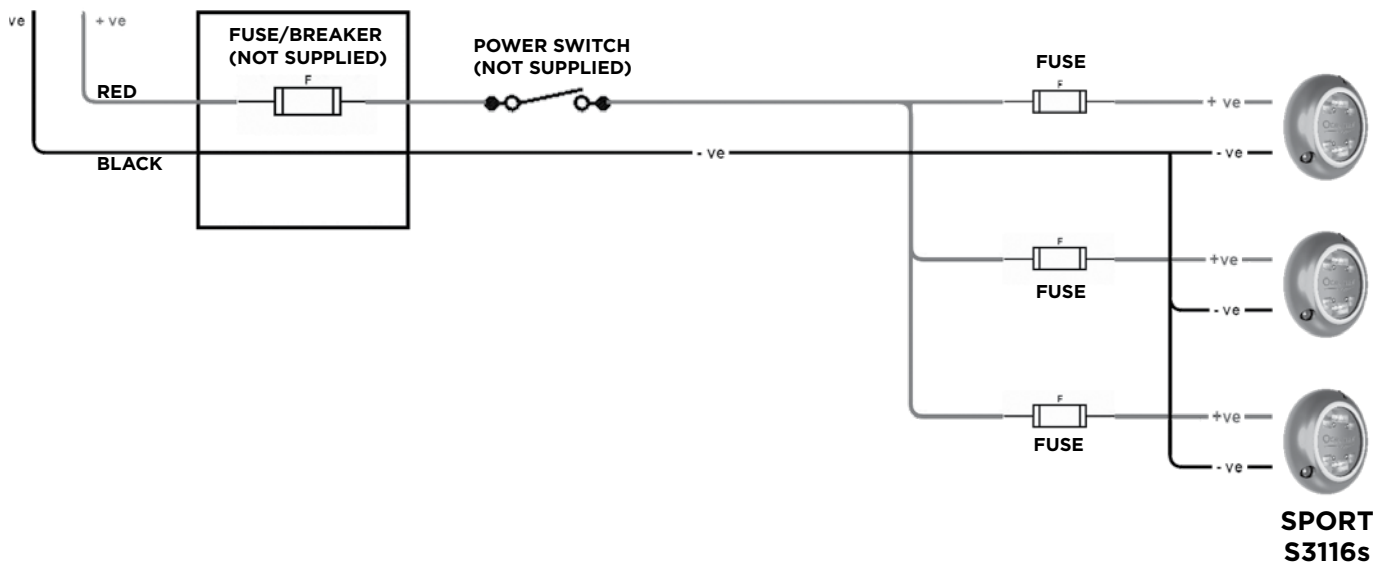 ve
+ ve
FUSE/BREAKER
(NOT SUPPLIED)
F
POWER SWITCH
(NOT SUPPLIED)
FUSE
F
RED
+ ve
BLACK
- ve
- ve
F
+ve
FUSE
- ve
F
+ve
FUSE
- ve
SPORT
S3116s